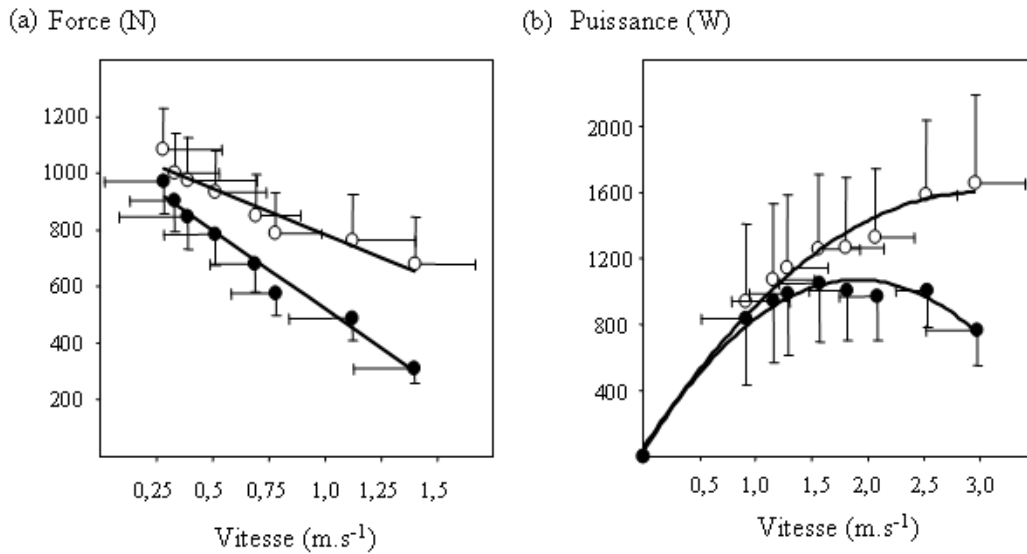 (a) Force (N)
(b) Puissance (W)
1200
1000
800
600
400
200
0,25 0,5 0,75 1,0 1,25 1,5
Vitesse (m.s-1)
2000
1600
1200
800
400
0,5 1,0 1,5 2,0 2,5 3,0
Vitesse (m.s-1)